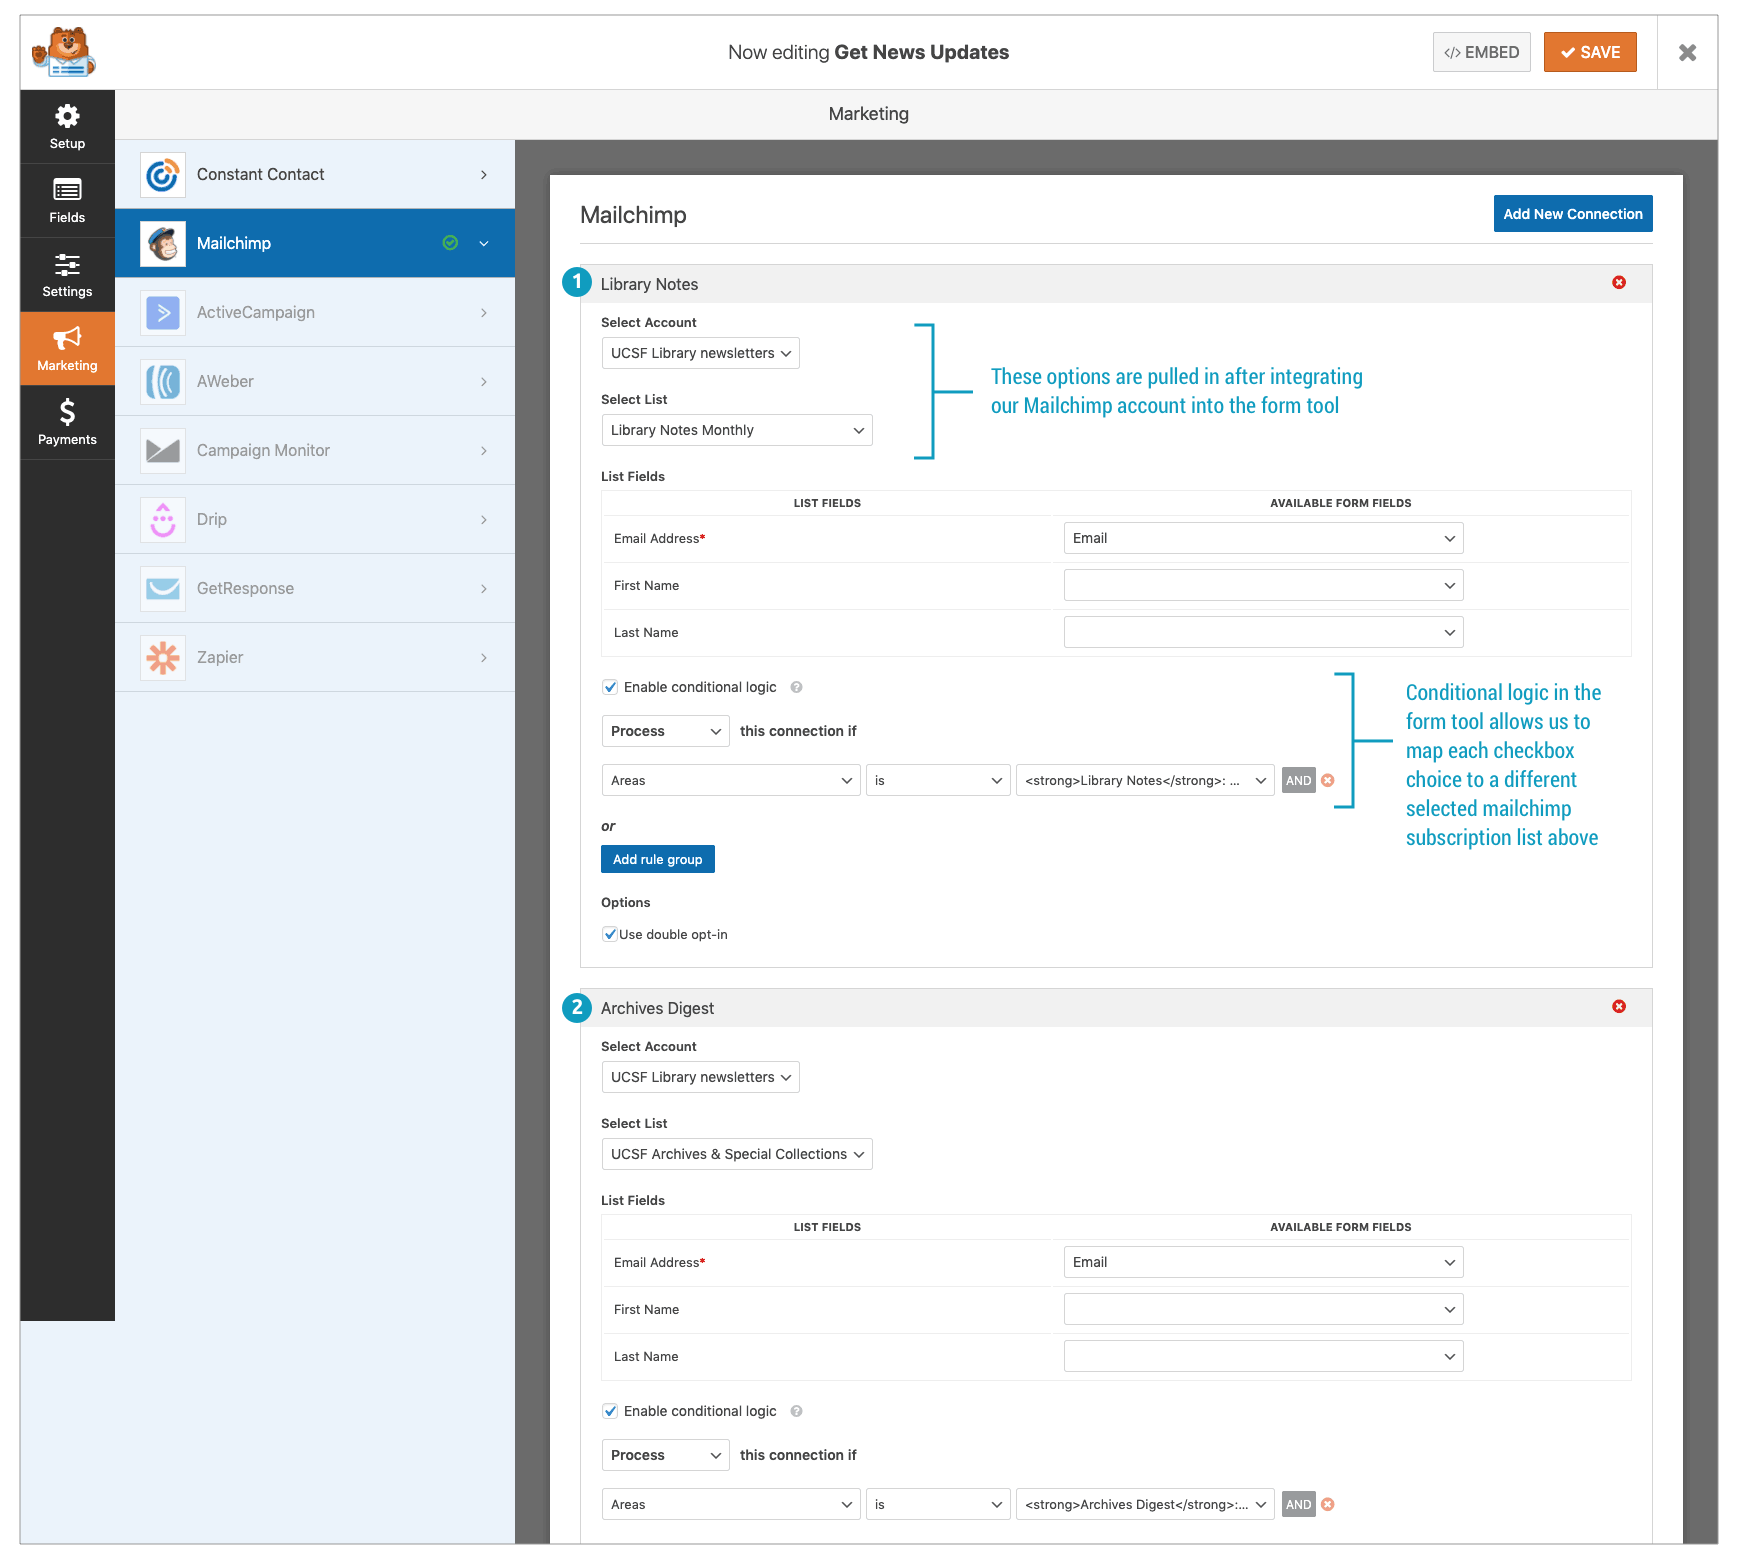 Now editing Get News Updates
</> EMBED
SAVE
Setup
Fields
Settings
Marketing
Payments
Marketing
Constant Contact
Mailchimp
ActiveCampaign
AWeber
Campaign Monitor
Drip
GetResponse
Zapier
Mailchimp
Add New Connection
1
Library Notes
Select Account
UCSF Library newsletters
These options are pulled in after integrating
our Mailchimp account into the form tool
Select List
Library Notes Monthly
List Fields
LIST FIELDS AVAILABLE FORM FIELDS
Email Address* Email
First Name
Last Name
Enable conditional logic ?
Process this connection if
Areas is <strong>Library Notes</strong>: ... AND
Conditional logic in the
form tool allows us to
map each checkbox
choice to a different
selected mailchimp
subscription list above
or
Add rule group
Options
Use double opt-in
2
Archives Digest
Select Account
UCSF Library newsletters
Select List
UCSF Archives & Special Collections
List Fields
LIST FIELDS AVAILABLE FORM FIELDS
Email Address* Email
First Name
Last Name
Enable conditional logic ?
Process this connection if
Areas is <strong>Archives Digest</strong>:... AND